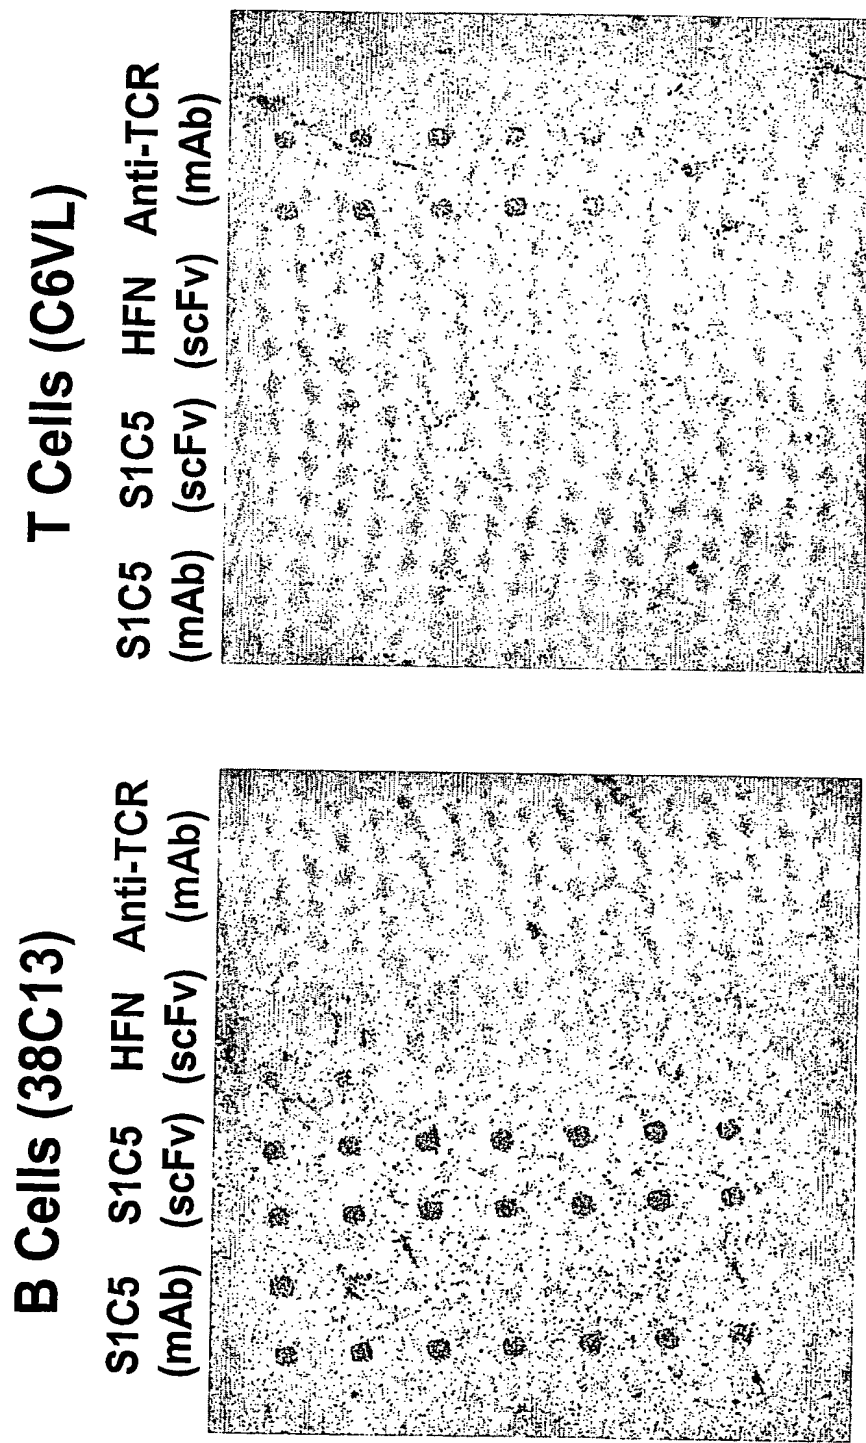 B Cells (38C13)
S1C5 S1C5 HFN Anti-TCR
(mAb) (scFv) (scFv) (mAb)
T Cells (C6VL)
S1C5 S1C5 HFN Anti-TCR
(mAb) (scFv) (scFv) (mAb)